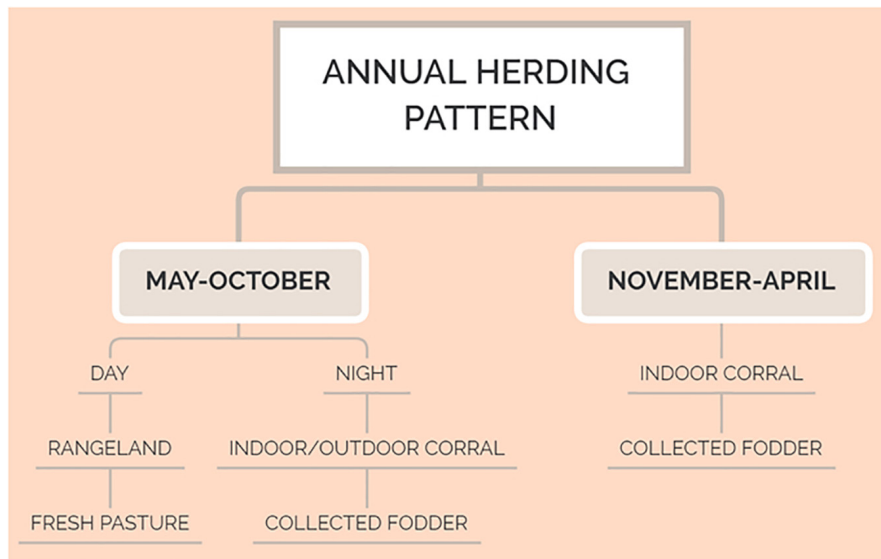 ANNUAL HERDING
PATTERN
MAY-OCTOBER
NOVEMBER-APRIL
DAY
NIGHT
INDOOR CORRAL
RANGELAND
INDOOR/OUTDOOR CORRAL
COLLECTED FODDER
FRESH PASTURE
COLLECTED FODDER